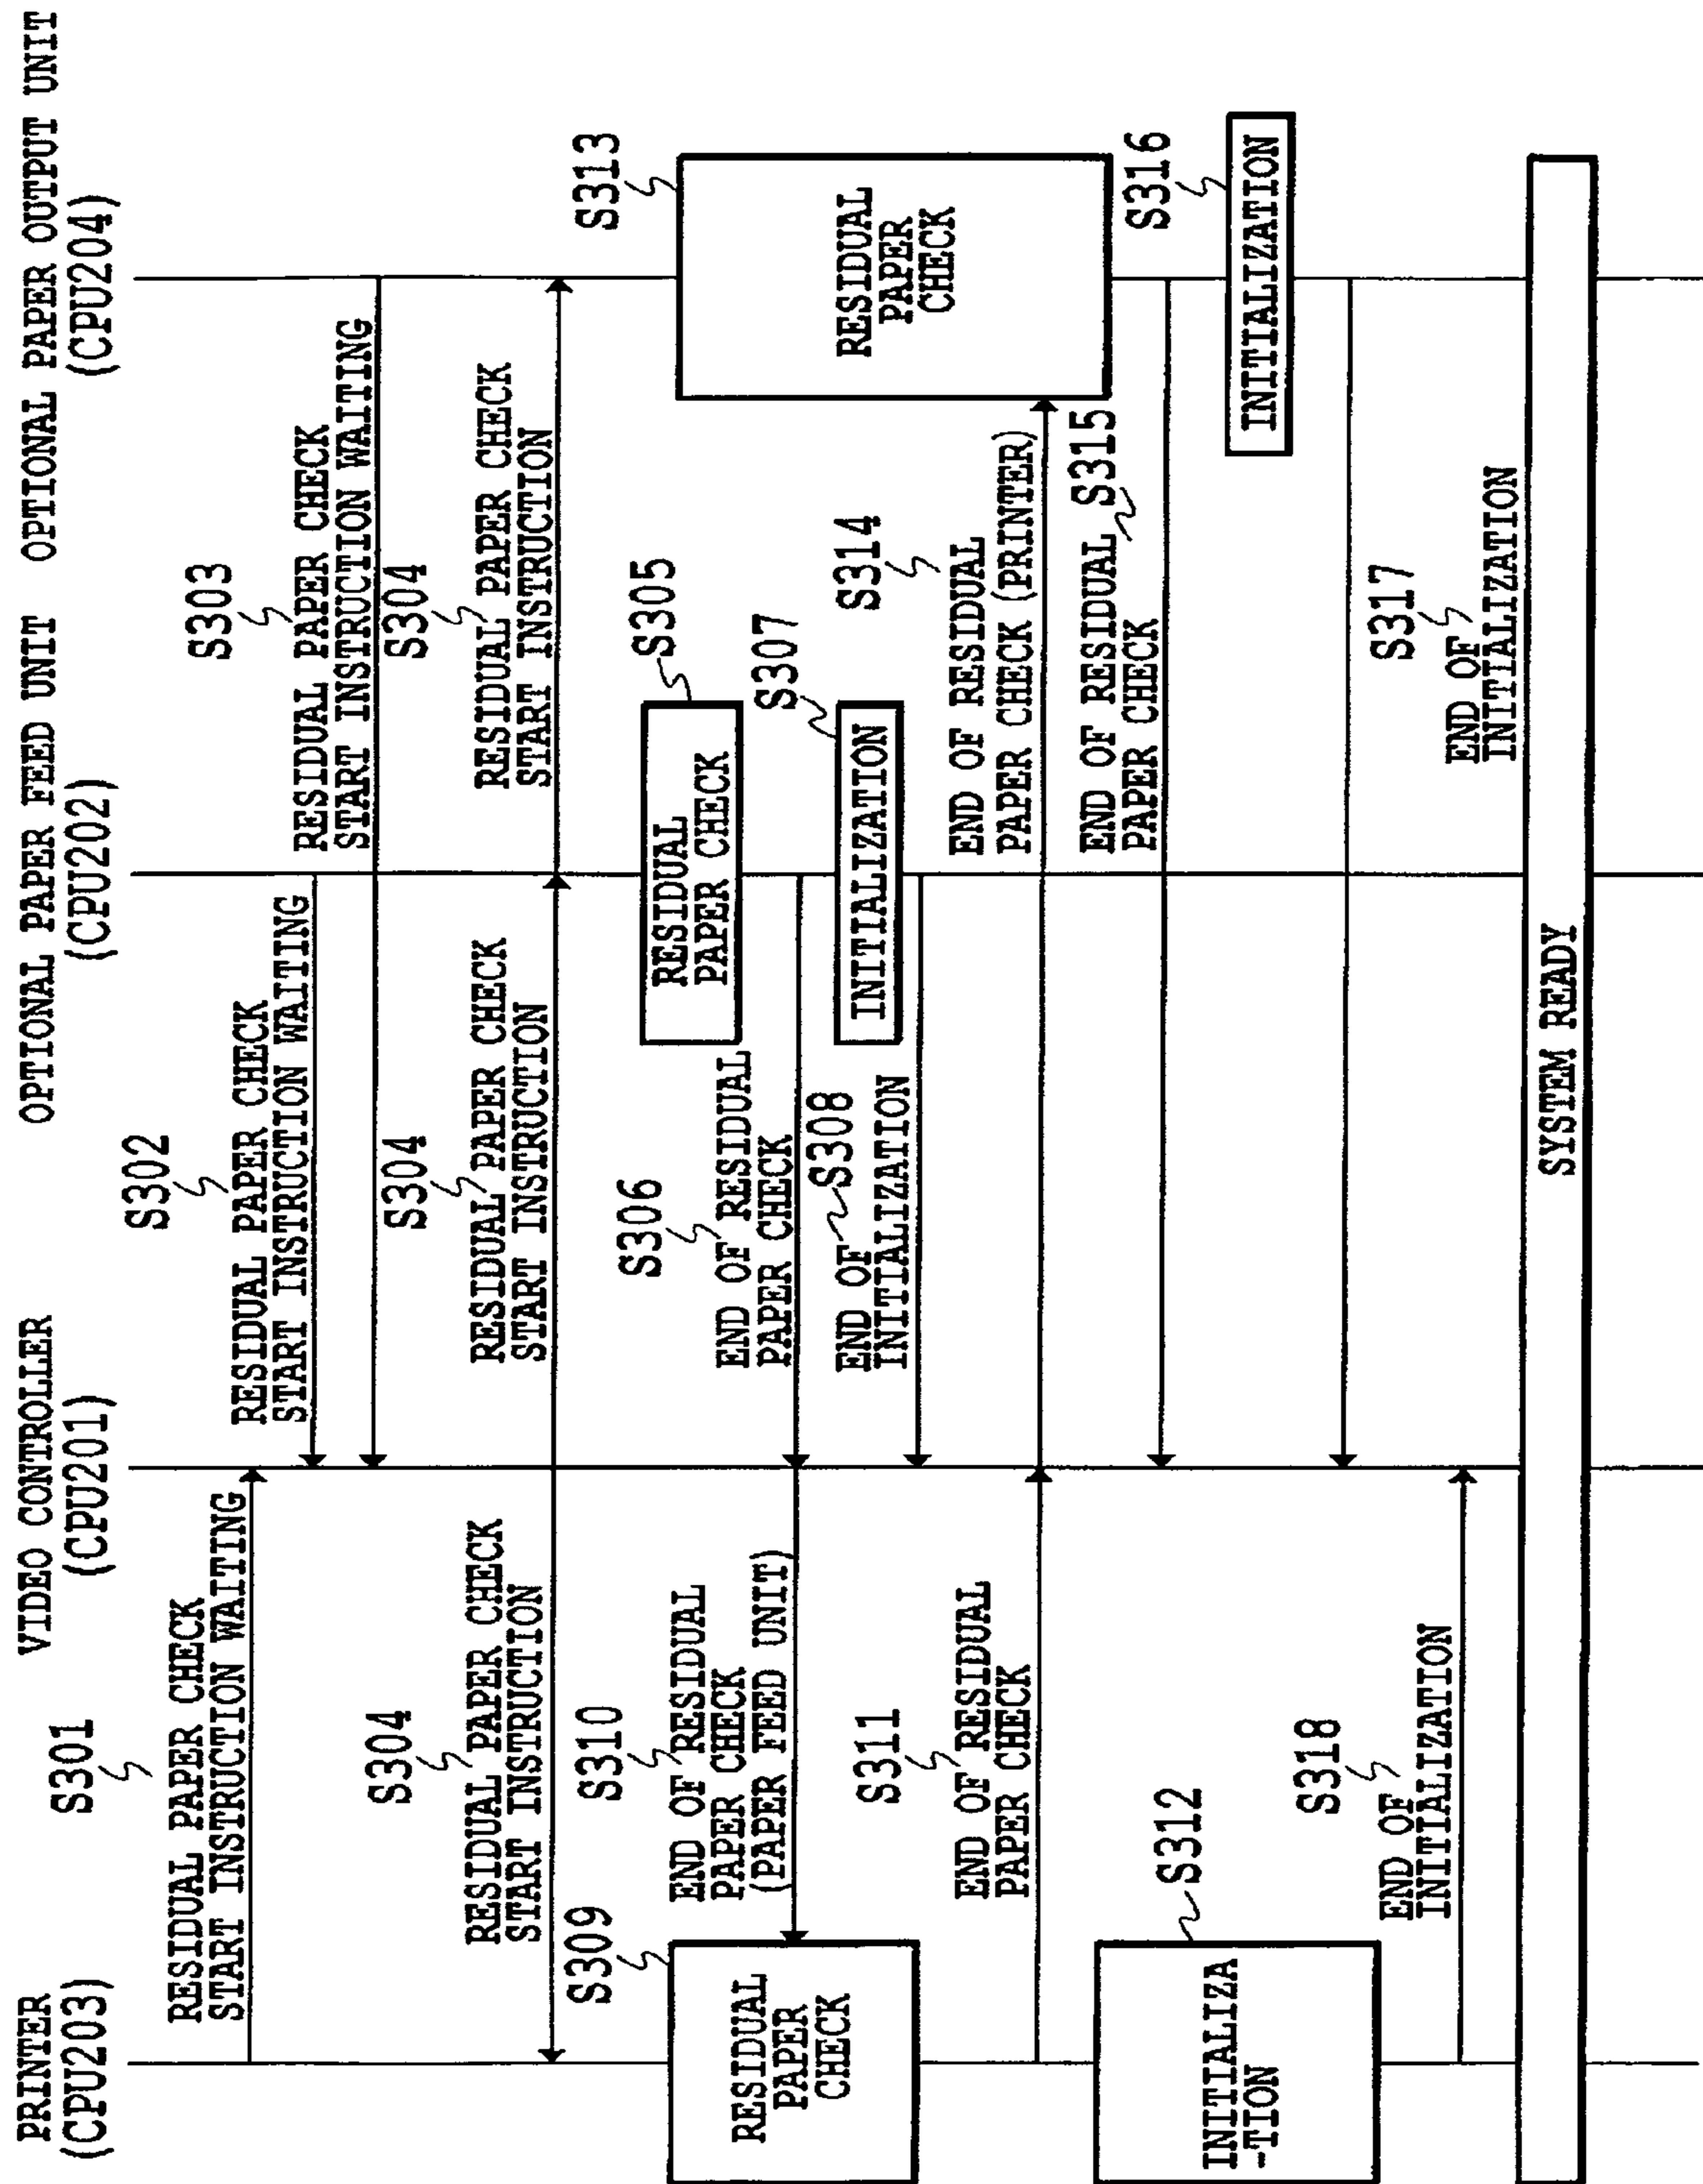 PRINTER
(CPU203)
VIDEO CONTROLLER
(CPU201)
OPTIONAL PAPER FEED UNIT
(CPU202)
OPTIONAL PAPER OUTPUT UNIT
(CPU204)
S301
RESIDUAL PAPER CHECK
START INSTRUCTION WAITING
S302
RESIDUAL PAPER CHECK
START INSTRUCTION WAITING
S303
RESIDUAL PAPER CHECK
START INSTRUCTION WAITING
S304
RESIDUAL PAPER CHECK
START INSTRUCTION
S304
RESIDUAL PAPER CHECK
START INSTRUCTION
S304
RESIDUAL PAPER CHECK
START INSTRUCTION
S309
RESIDUAL
PAPER
CHECK
S310
END OF RESIDUAL
PAPER CHECK
(PAPER FEED UNIT)
S306
END OF RESIDUAL
PAPER CHECK
S305
RESIDUAL
PAPER CHECK
S313
RESIDUAL
PAPER
CHECK
S308
END OF
INITIALIZATION
S307
INITIALIZATION
S311
END OF RESIDUAL
PAPER CHECK
S314
END OF RESIDUAL
PAPER CHECK (PRINTER)
S315
END OF RESIDUAL
PAPER CHECK
S312
INITIALIZA
-TION
S316
INITIALIZATION
S318
END OF
INITIALIZATION
S317
END OF
INITIALIZATION
SYSTEM READY